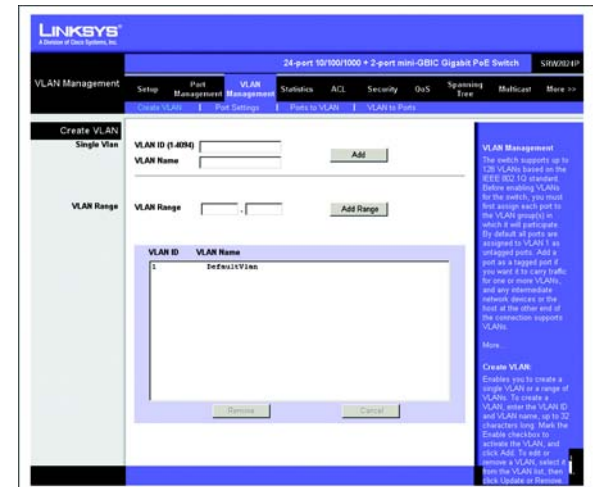 LINKSYS®
A Division of Cisco Systems, Inc.
24-port 10/100/1000 + 2-port mini-GBIC Gigabit PoE Switch
SRW2024P
VLAN Management
Setup
Port Management
VLAN Management
Statistics
ACL
Security
QoS
Spanning Tree
Multicast
More >>
Create VLAN | Port Settings | Ports to VLAN | VLAN to Ports
Create VLAN
Single Vlan
VLAN ID (1-4094)
VLAN Name
Add
VLAN Range
VLAN Range
-
Add Range
VLAN ID VLAN Name
1 DefaultVlan
Remove
Cancel
VLAN Management
The switch supports up to
128 VLANs based on the
IEEE 802.1Q standard.
Before enabling VLANs
for the switch, you must
first assign each port to
the VLAN group(s) in
which it will participate.
By default all ports are
assigned to VLAN 1 as
untagged ports. Add a
port as a tagged port if
you want it to carry traffic
for one or more VLANs,
and any intermediate
network devices or the
host at the other end of
the connection supports
VLANs.
More...
Create VLAN:
Enables you to create a
single VLAN or a range of
VLANs. To create a
VLAN, enter the VLAN ID
and VLAN name, up to 32
characters long. Mark the
Enable checkbox to
activate the VLAN, and
click Add. To edit or
remove a VLAN, select it
from the VLAN list, then
click Update or Remove.